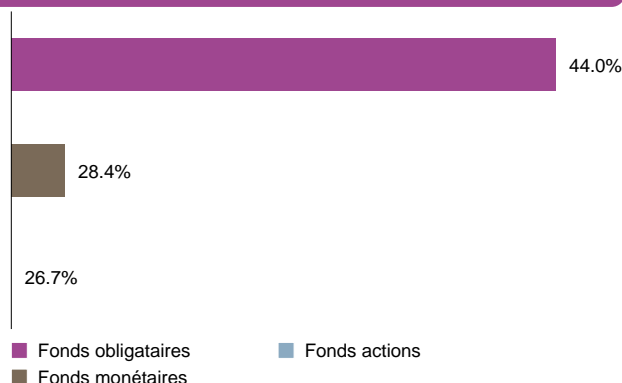 44.0%
28.4%
26.7%
Fonds obligataires
Fonds actions
Fonds monétaires